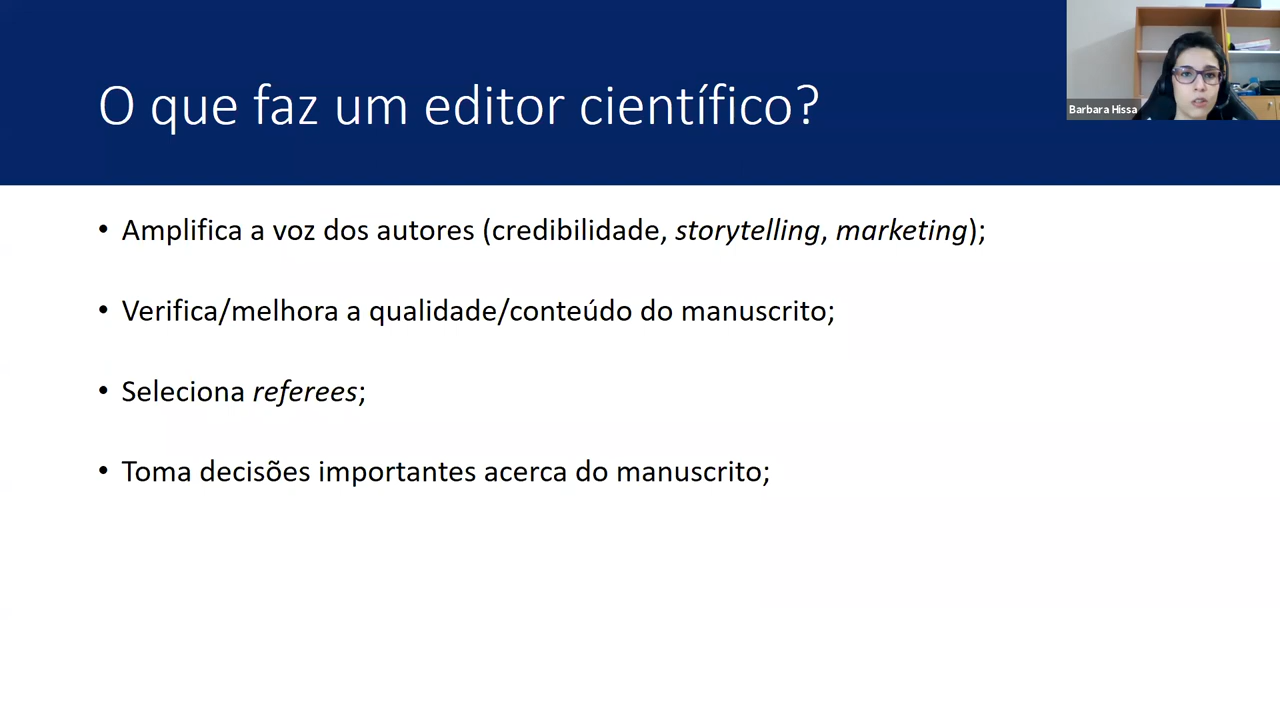 O que faz um editor científico?
Barbara Hissa
• Amplifica a voz dos autores (credibilidade, storytelling, marketing);
• Verifica/melhora a qualidade/conteúdo do manuscrito;
• Seleciona referees;
• Toma decisões importantes acerca do manuscrito;